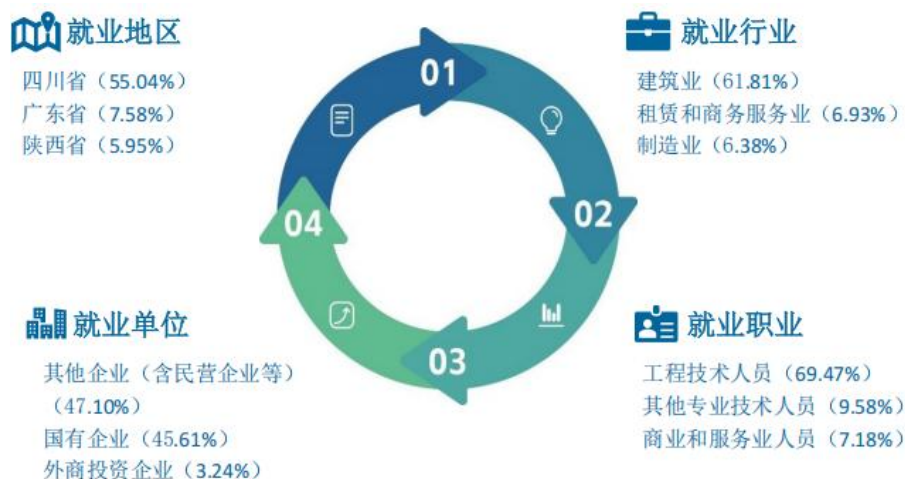 就业地区
四川省（55.04%）
广东省（7.58%）
陕西省（5.95%）
就业行业
建筑业（61.81%）
租赁和商务服务业（6.93%）
制造业（6.38%）
01
02
03
04
就业单位
其他企业（含民营企业等）
（47.10%）
国有企业（45.61%）
外商投资企业（3.24%）
就业职业
工程技术人员（69.47%）
其他专业技术人员（9.58%）
商业和服务业人员（7.18%）